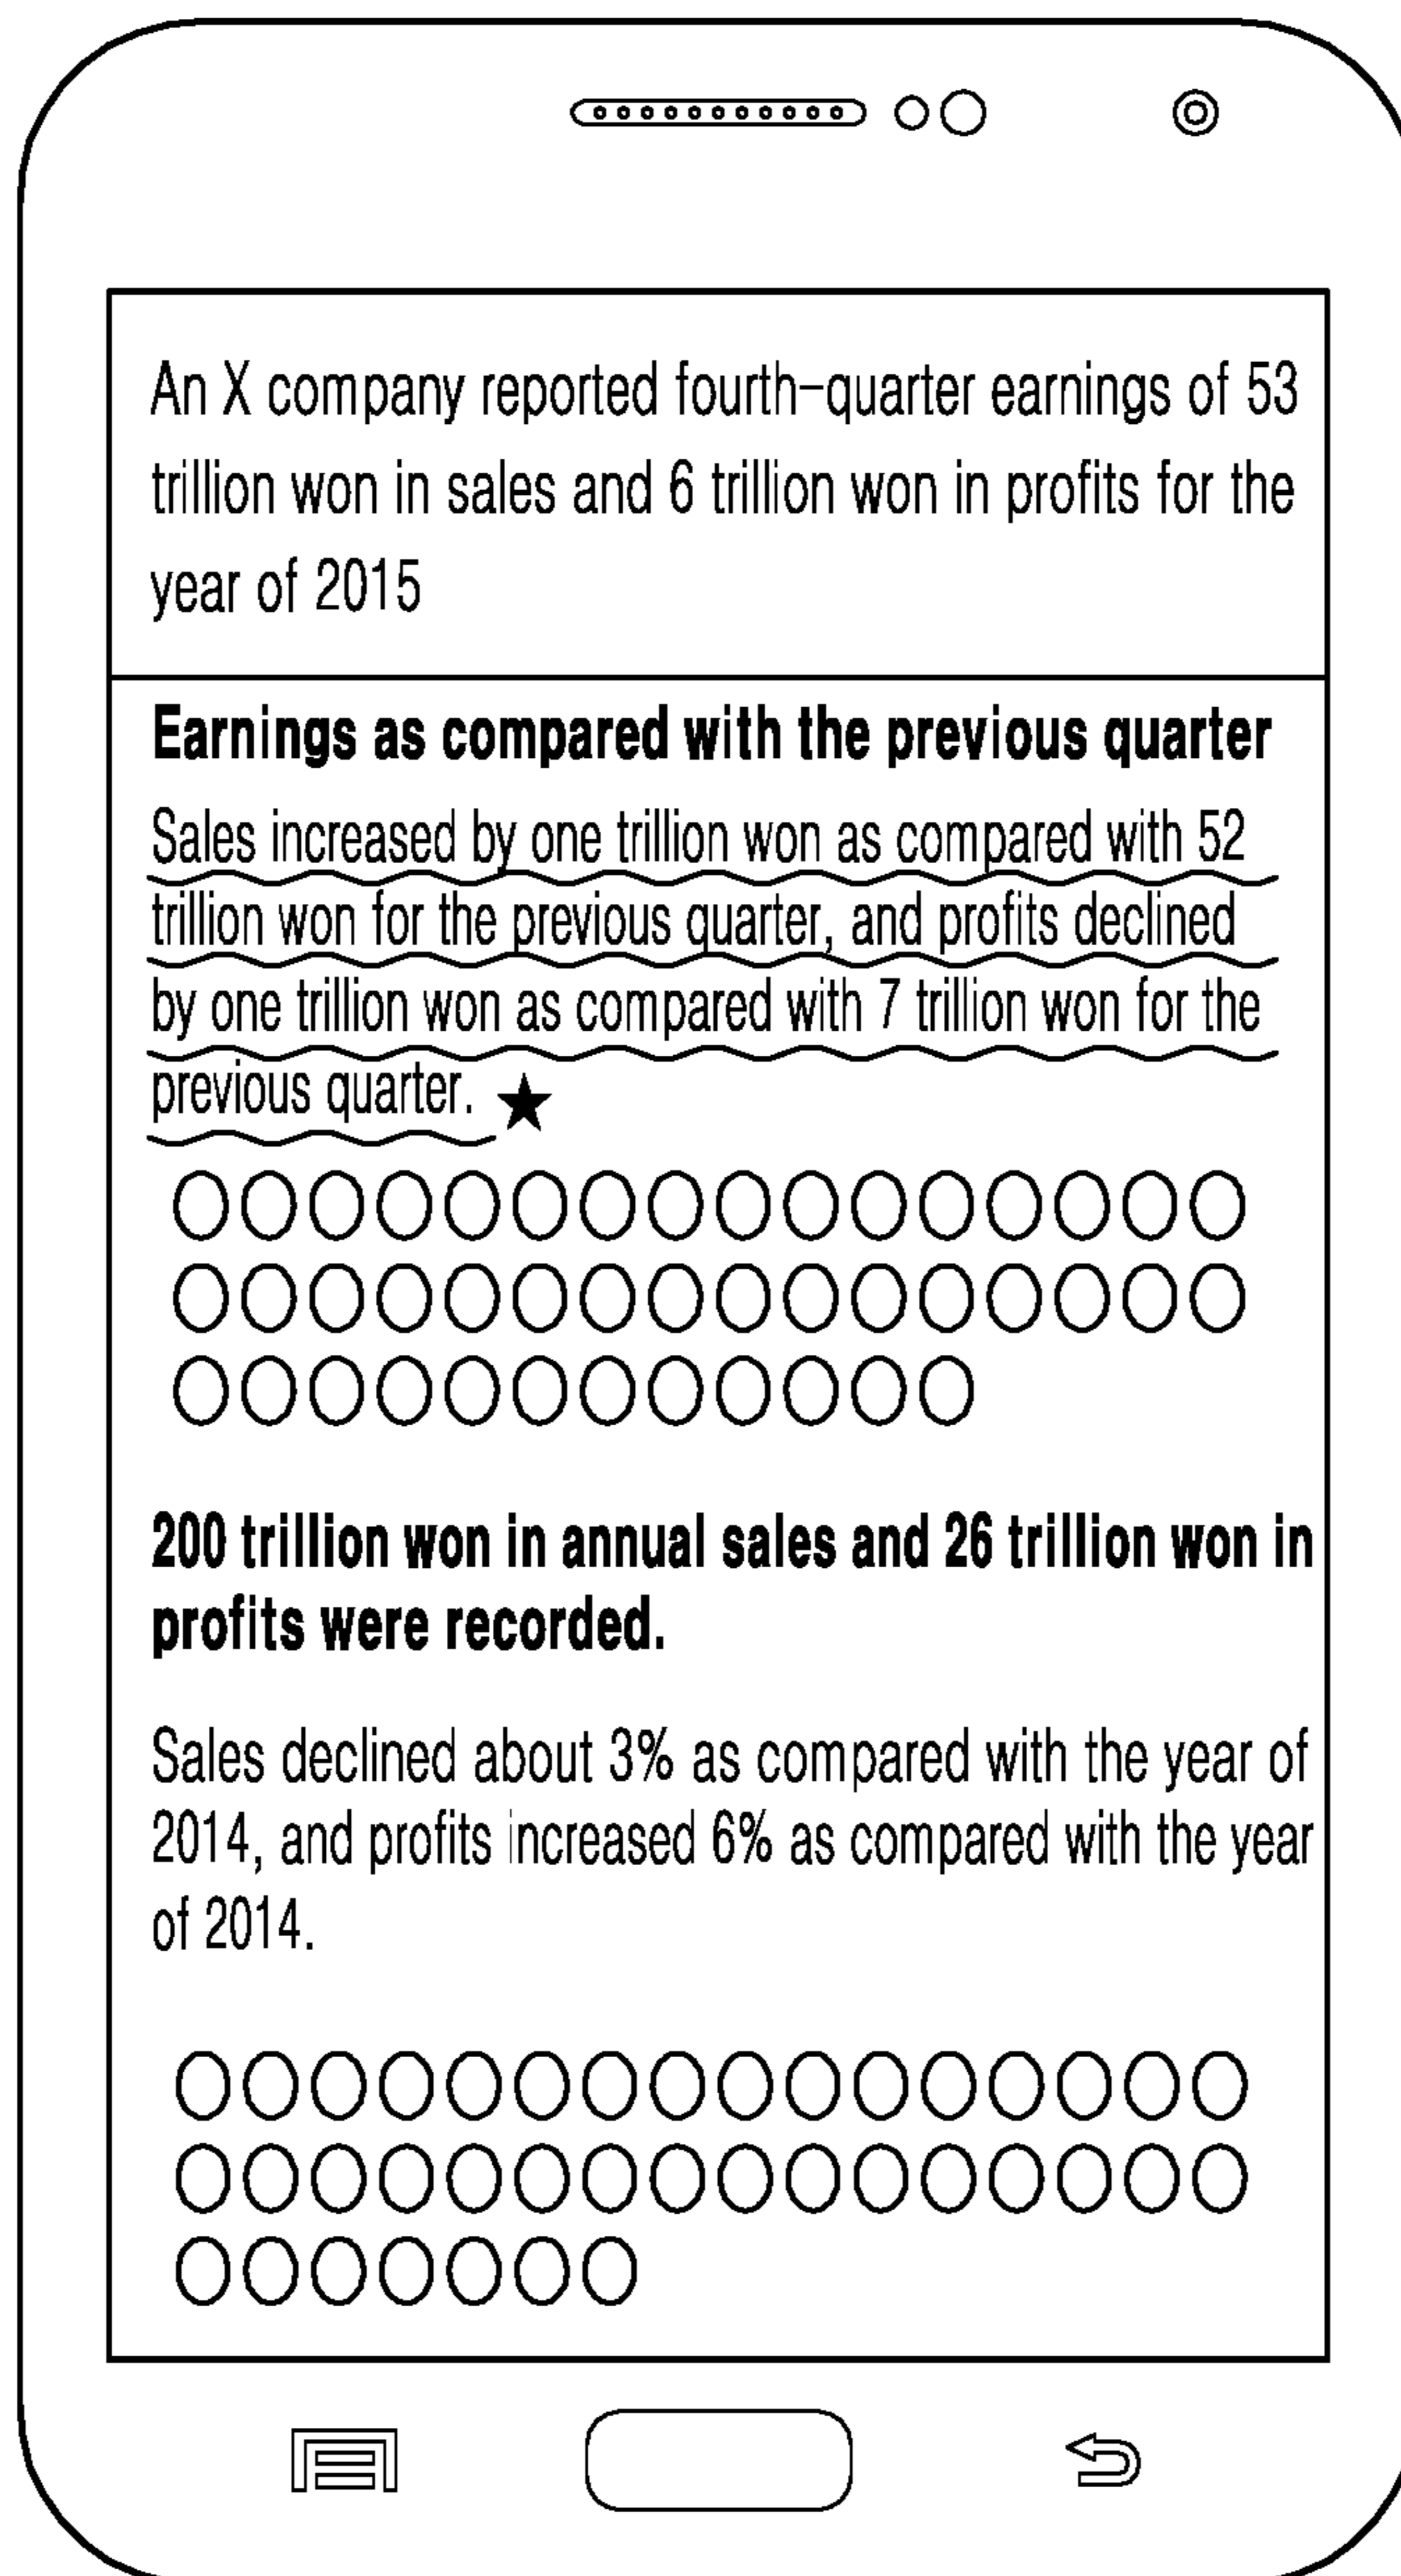 An X company reported fourth-quarter earnings of 53
trillion won in sales and 6 trillion won in profits for the
year of 2015
Earnings as compared with the previous quarter
Sales increased by one trillion won as compared with 52
trillion won for the previous quarter, and profits declined
by one trillion won as compared with 7 trillion won for the
previous quarter. ★
○○○○○○○○○○○○○○○○
○○○○○○○○○○○○○○○○
○○○○○○○○○○○○
200 trillion won in annual sales and 26 trillion won in
profits were recorded.
Sales declined about 3% as compared with the year of
2014, and profits increased 6% as compared with the year
of 2014.
○○○○○○○○○○○○○○○○
○○○○○○○○○○○○○○○○
○○○○○○○